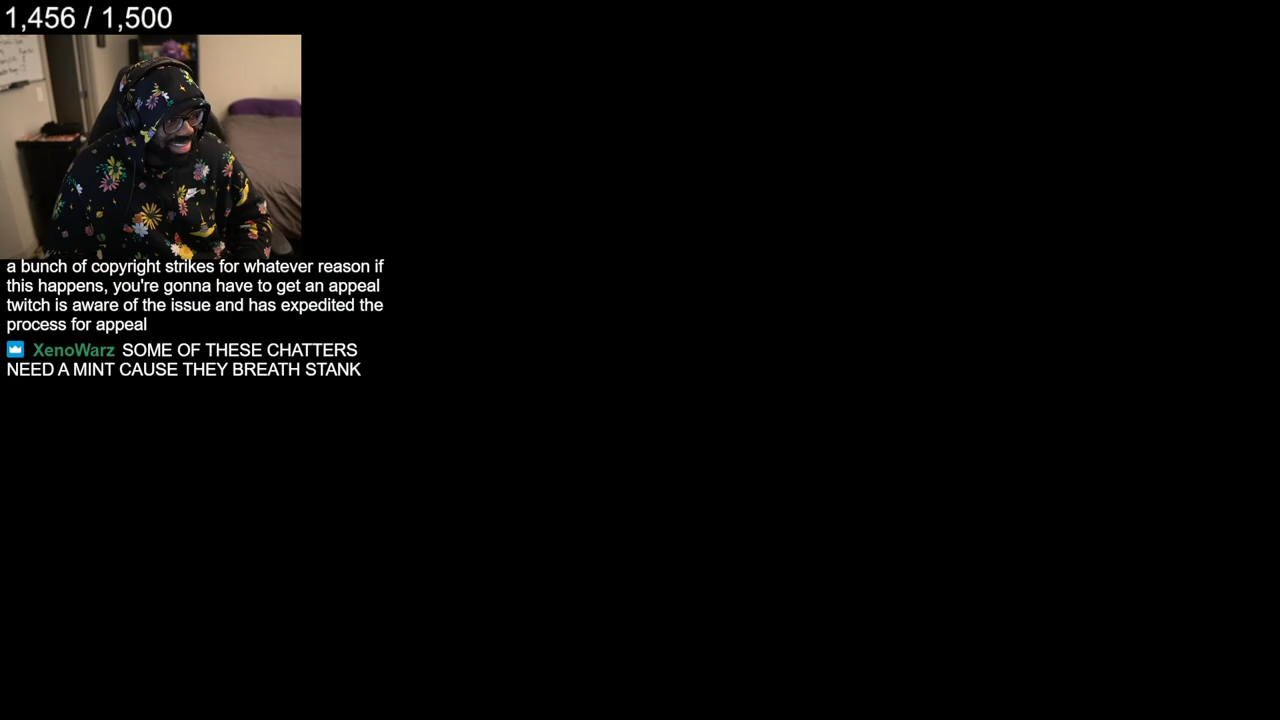 1,456 / 1,500
a bunch of copyright strikes for whatever reason if
this happens, you're gonna have to get an appeal
twitch is aware of the issue and has expedited the
process for appeal
XenoWarz SOME OF THESE CHATTERS
NEED A MINT CAUSE THEY BREATH STANK